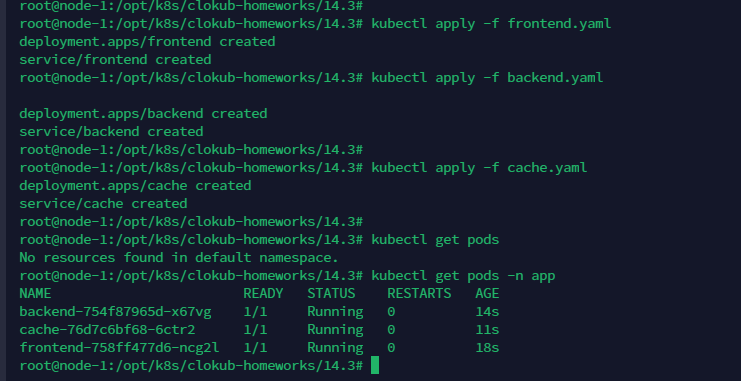 root@node-1:/opt/k8s/clokub-homeworks/14.3#
root@node-1:/opt/k8s/clokub-homeworks/14.3# kubectl apply -f frontend.yaml
deployment.apps/frontend created
service/frontend created
root@node-1:/opt/k8s/clokub-homeworks/14.3# kubectl apply -f backend.yaml

deployment.apps/backend created
service/backend created
root@node-1:/opt/k8s/clokub-homeworks/14.3#
root@node-1:/opt/k8s/clokub-homeworks/14.3# kubectl apply -f cache.yaml
deployment.apps/cache created
service/cache created
root@node-1:/opt/k8s/clokub-homeworks/14.3#
root@node-1:/opt/k8s/clokub-homeworks/14.3# kubectl get pods
No resources found in default namespace.
root@node-1:/opt/k8s/clokub-homeworks/14.3# kubectl get pods -n app
NAME                        READY   STATUS    RESTARTS   AGE
backend-754f87965d-x67vg    1/1     Running   0          14s
cache-76d7c6bf68-6ctr2      1/1     Running   0          11s
frontend-758ff477d6-ncg2l   1/1     Running   0          18s
root@node-1:/opt/k8s/clokub-homeworks/14.3#